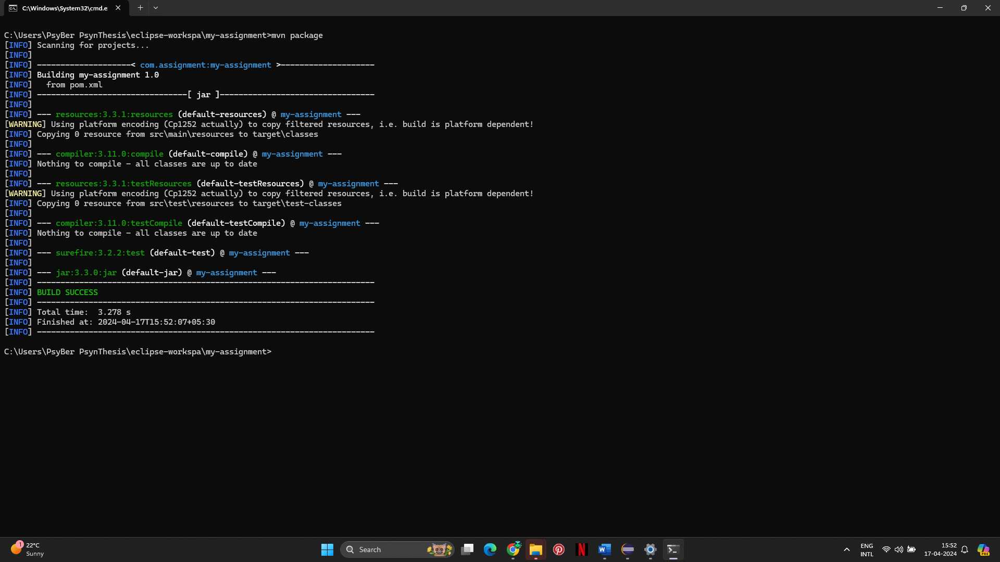 C:\Windows\System32\cmd.e
C:\Users\PsyBer PsynThesis\eclipse-workspa\my-assignment>mvn package
[INFO] Scanning for projects...
[INFO]
[INFO] --------------------< com.assignment:my-assignment >--------------------
[INFO] Building my-assignment 1.0
[INFO]   from pom.xml
[INFO] --------------------------------[ jar ]---------------------------------
[INFO]
[INFO] --- resources:3.3.1:resources (default-resources) @ my-assignment ---
[WARNING] Using platform encoding (Cp1252 actually) to copy filtered resources, i.e. build is platform dependent!
[INFO] Copying 0 resource from src\main\resources to target\classes
[INFO]
[INFO] --- compiler:3.11.0:compile (default-compile) @ my-assignment ---
[INFO] Nothing to compile - all classes are up to date
[INFO]
[INFO] --- resources:3.3.1:testResources (default-testResources) @ my-assignment ---
[WARNING] Using platform encoding (Cp1252 actually) to copy filtered resources, i.e. build is platform dependent!
[INFO] Copying 0 resource from src\test\resources to target\test-classes
[INFO]
[INFO] --- compiler:3.11.0:testCompile (default-testCompile) @ my-assignment ---
[INFO] Nothing to compile - all classes are up to date
[INFO]
[INFO] --- surefire:3.2.2:test (default-test) @ my-assignment ---
[INFO]
[INFO] --- jar:3.3.0:jar (default-jar) @ my-assignment ---
[INFO] ------------------------------------------------------------------------
[INFO] BUILD SUCCESS
[INFO] ------------------------------------------------------------------------
[INFO] Total time:  3.278 s
[INFO] Finished at: 2024-04-17T15:52:07+05:30
[INFO] ------------------------------------------------------------------------
C:\Users\PsyBer PsynThesis\eclipse-workspa\my-assignment>
1
22°C
Sunny
Search
W
N
ENG
INTL
15:52
17-04-2024
PRE